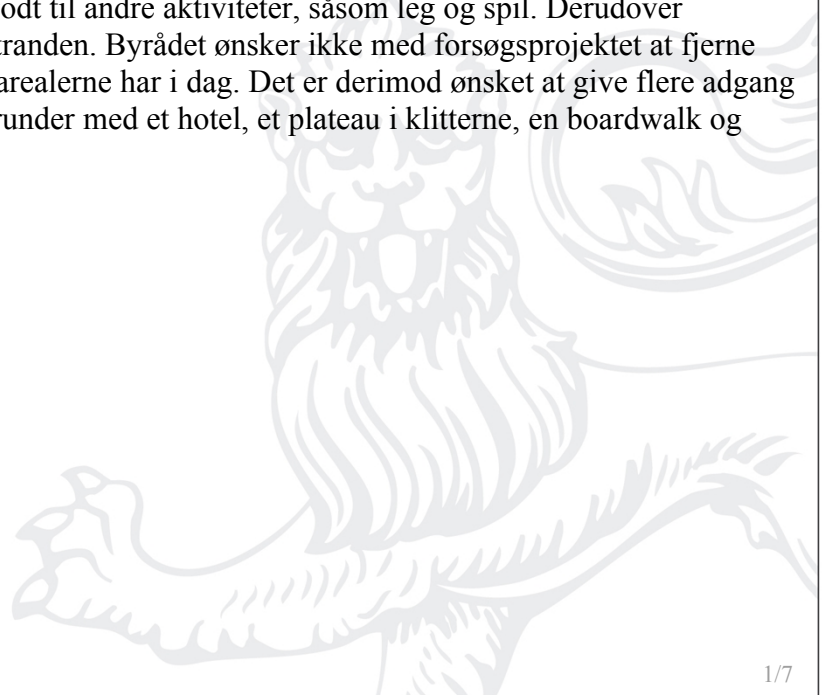 odt til andre aktiviteter, såsom leg og spil. Derudover
tranden. Byrådet ønsker ikke med forsøgsprojektet at fjerne
arealerne har i dag. Det er derimod ønsket at give flere adgang
runder med et hotel, et plateau i klitterne, en boardwalk og
1/7